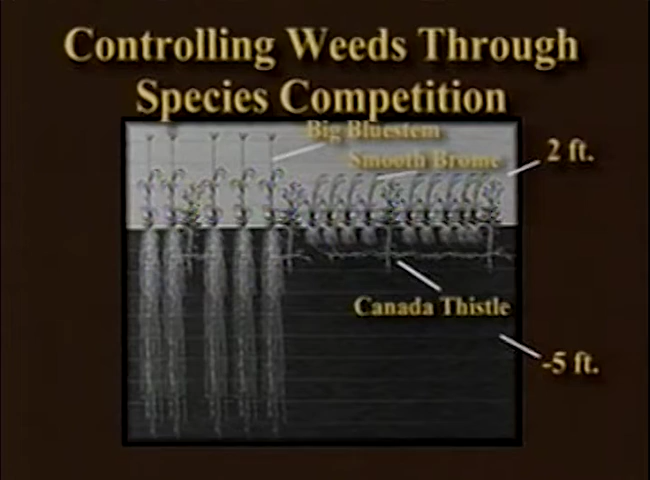 Controlling Weeds Through
Species Competition
Big Bluestem
Smooth Brome
2 ft.
Canada Thistle
-5 ft.